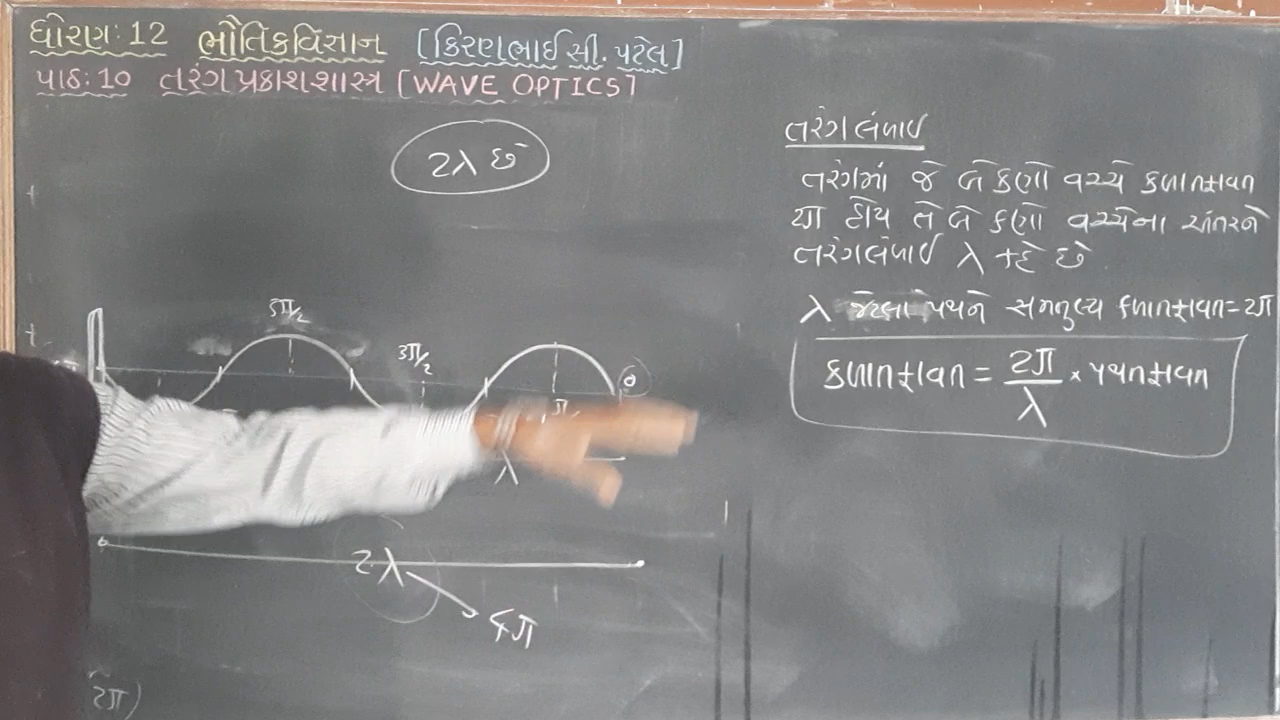 ધોરણ: 12 ભૌતિકવિજ્ઞાન [કિરણભાઈ સી. પટેલ]
પાઠ: 10 તરંગ પ્રકાશશાસ્ત્ર [WAVE OPTICS]
2λ છે
5π/2
3π/2
0
π
λ
2λ
4π
2π)
તરંગલંબાઈ
તરંગમાં જે બે કણો વચ્ચે કળાતફાવત
2π હોય તે બે કણો વચ્ચેના અંતરને
તરંગલંબાઈ λ કહે છે
λ જેટલા પથને સમતુલ્ય કળાતફાવત = 2π
કળાતફાવત = 2π/λ × પથતફાવત